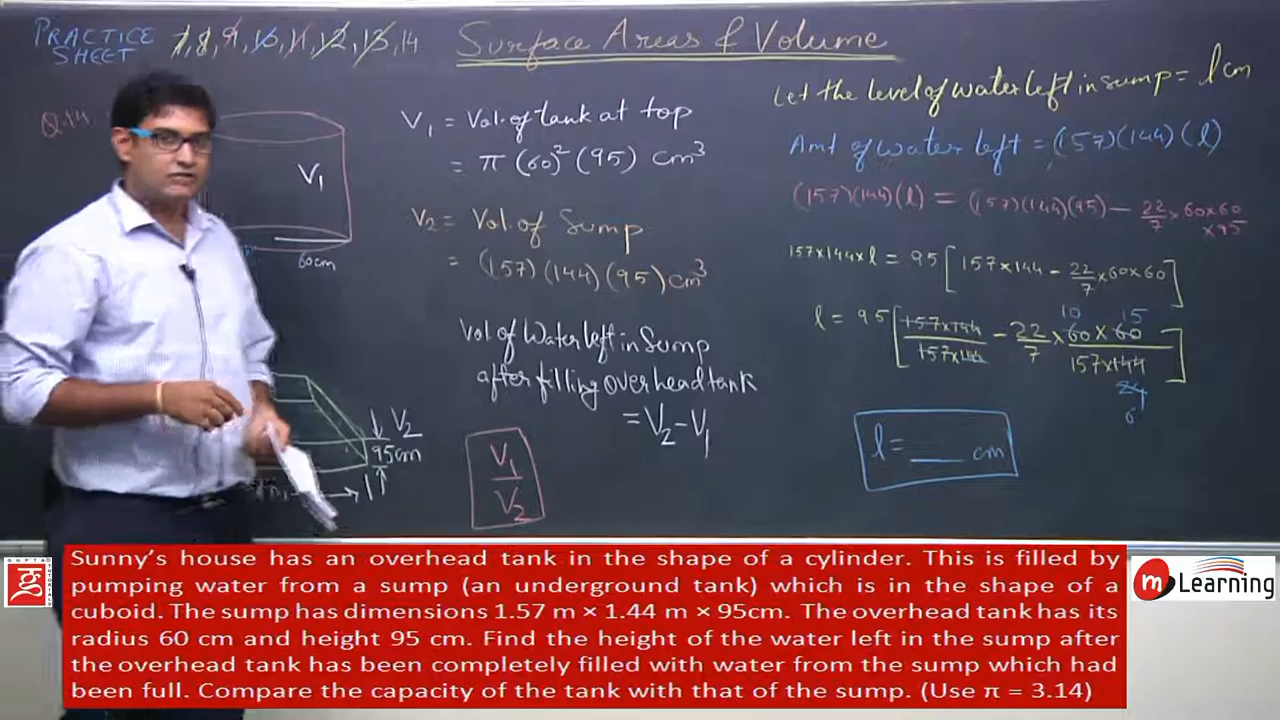 PRACTICE SHEET 7, 8, 9, 10, 11, 12, 13, 14
Surface Areas & Volume
Q.14.
V₁
60cm
V₂
95cm
V₁ = Vol. of tank at top
= π (60)² (95) cm³
V₂ = Vol. of Sump
= (157) (144) (95) cm³
Vol. of Water left in Sump
after filling overhead tank
= V₂ - V₁
V₁/V₂
Let the level of water left in sump = l cm
Amt of water left = (157)(144)(l)
(157)(144)(l) = (157)(144)(95) - 22/7 × 60×60 ×95
157×144×l = 95 [157×144 - 22/7 ×60×60]
l = 95 [157×144/157×144 - 22/7 × 60×60/157×144]
10 15
24
6
l = ___ cm
Sunny's house has an overhead tank in the shape of a cylinder. This is filled by
pumping water from a sump (an underground tank) which is in the shape of a
cuboid. The sump has dimensions 1.57 m × 1.44 m × 95cm. The overhead tank has its
radius 60 cm and height 95 cm. Find the height of the water left in the sump after
the overhead tank has been completely filled with water from the sump which had
been full. Compare the capacity of the tank with that of the sump. (Use π = 3.14)
GUPTA
TUTORIALS
m Learning